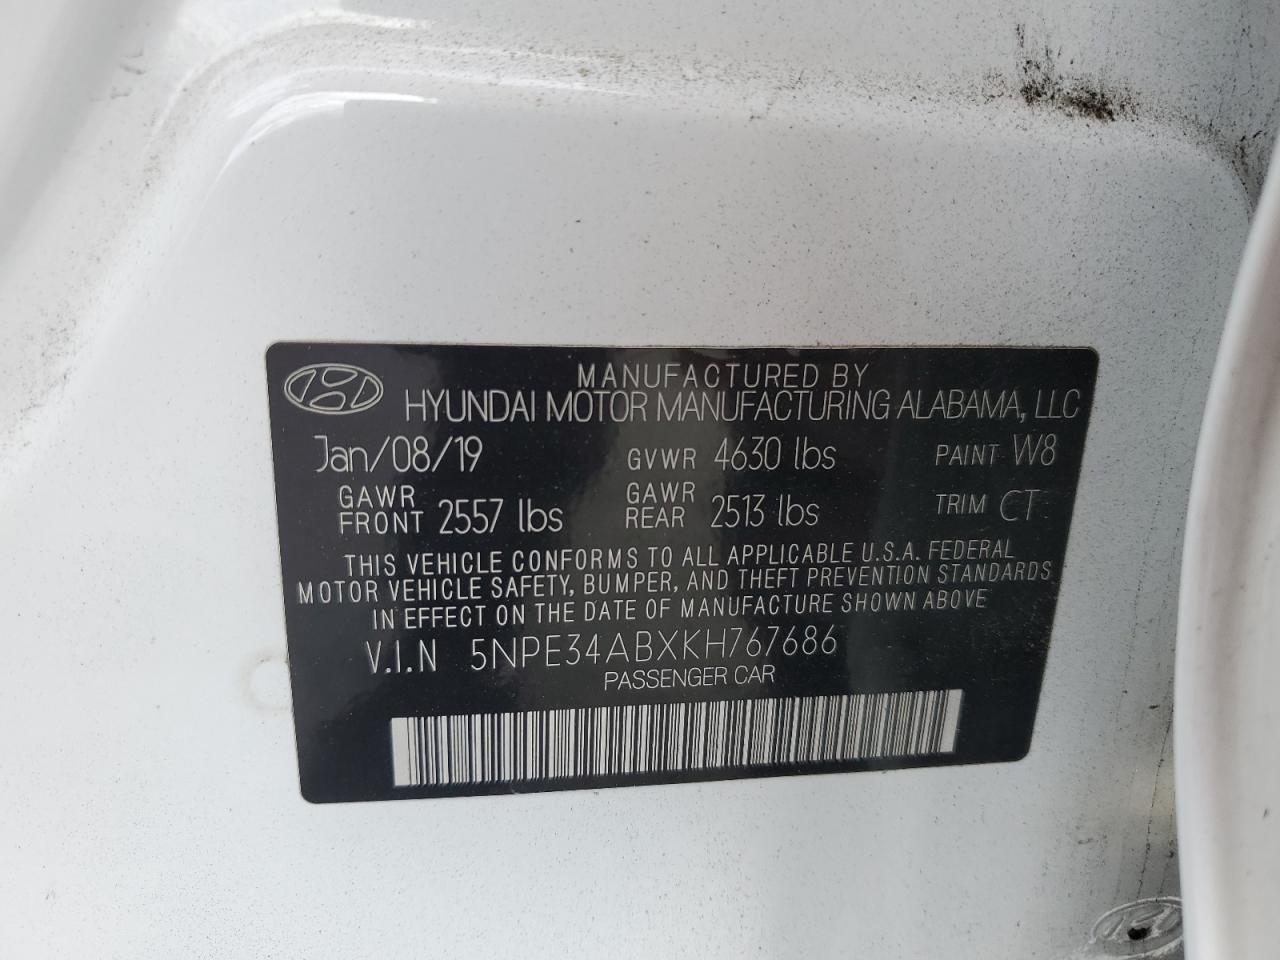 MANUFACTURED BY
HYUNDAI MOTOR MANUFACTURING ALABAMA, LLC
Jan/08/19 GVWR 4630 lbs PAINT W8
GAWR FRONT 2557 lbs GAWR REAR 2513 lbs TRIM CT
THIS VEHICLE CONFORMS TO ALL APPLICABLE U.S.A. FEDERAL
MOTOR VEHICLE SAFETY, BUMPER, AND THEFT PREVENTION STANDARDS
IN EFFECT ON THE DATE OF MANUFACTURE SHOWN ABOVE
V.I.N 5NPE34ABXKH767686
PASSENGER CAR